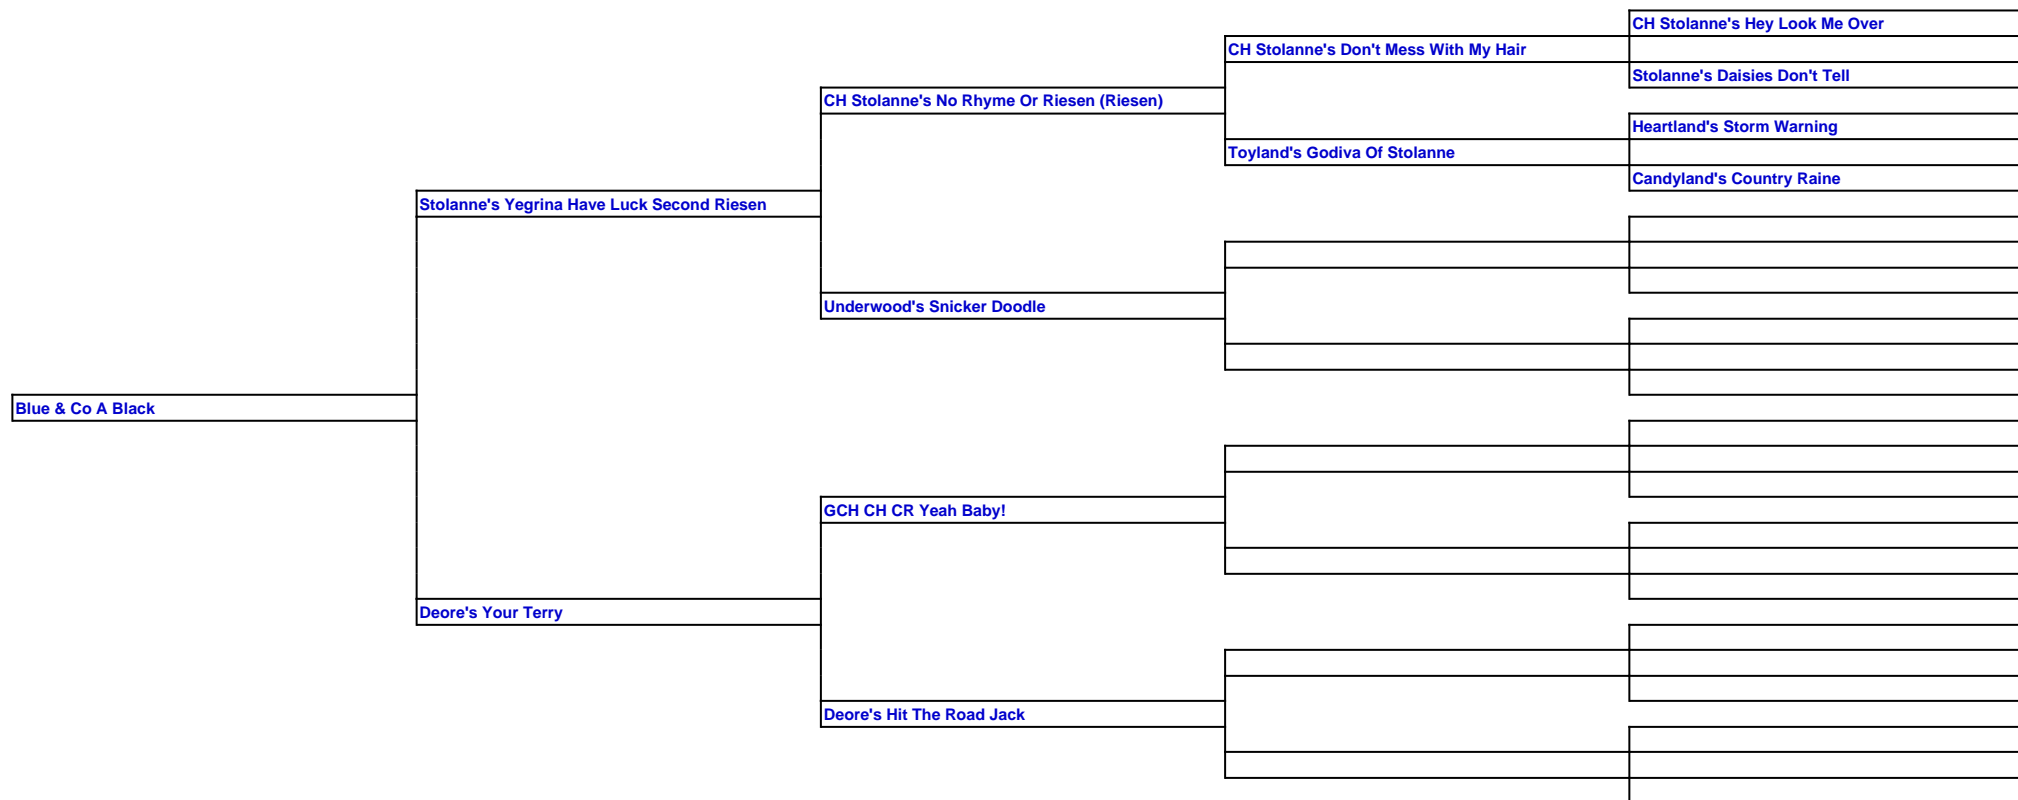 CH Stolanne's Hey Look Me Over
CH Stolanne's Don't Mess With My Hair
Stolanne's Daisies Don't Tell
CH Stolanne's No Rhyme Or Riesen (Riesen)
Heartland's Storm Warning
Toyland's Godiva Of Stolanne
Candyland's Country Raine
Stolanne's Yegrina Have Luck Second Riesen
Underwood's Snicker Doodle
Blue & Co A Black
GCH CH CR Yeah Baby!
Deore's Your Terry
Deore's Hit The Road Jack